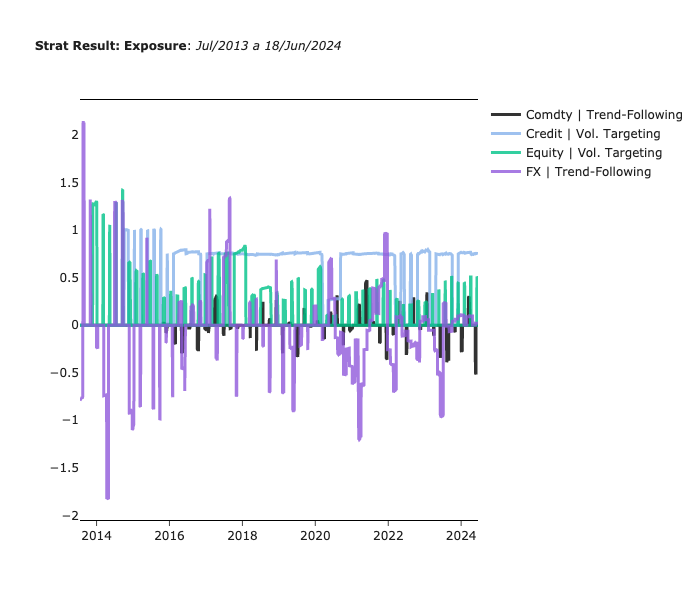 Strat Result: Exposure: Jul/2013 a 18/Jun/2024
Comdty | Trend-Following
Credit | Vol. Targeting
Equity | Vol. Targeting
FX | Trend-Following
2
1.5
1
0.5
0
−0.5
−1
−1.5
−2
2014 2016 2018 2020 2022 2024